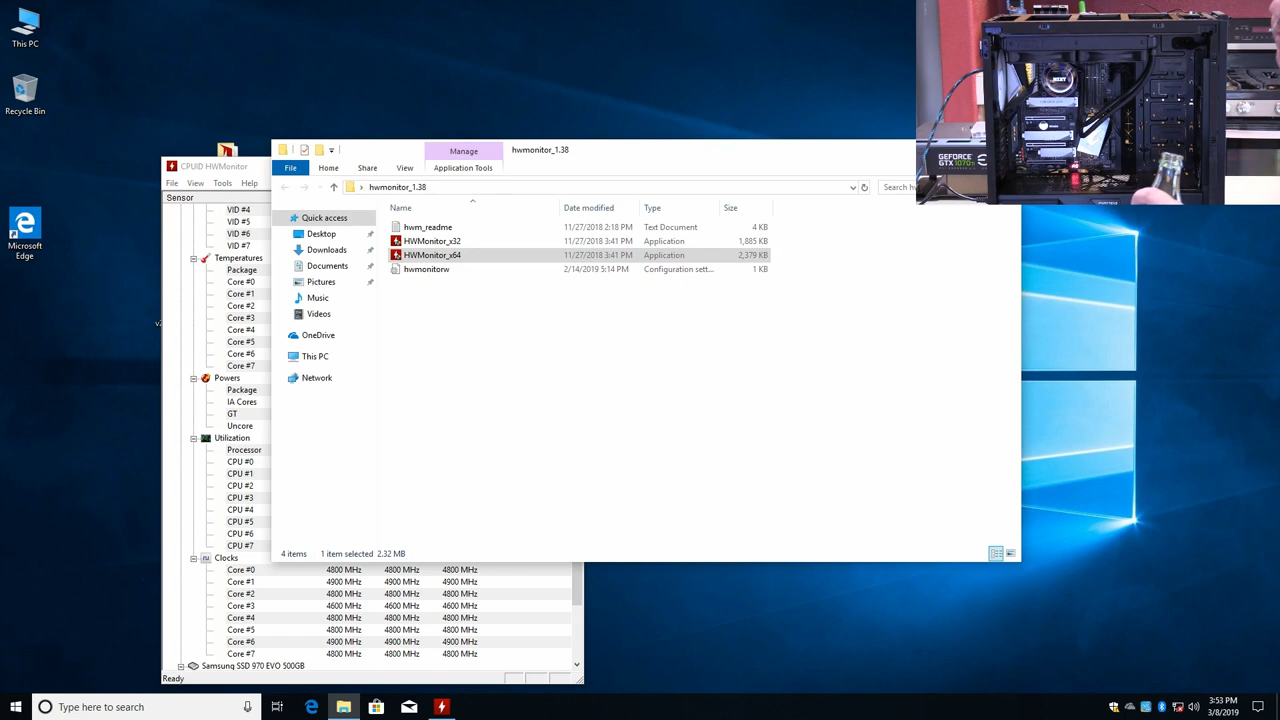 This PC
Recycle Bin
Microsoft
Edge
CPUID HWMonitor
File View Tools Help
Sensor
VID #4
VID #5
VID #6
VID #7
Temperatures
Package
Core #0
Core #1
Core #2
Core #3
Core #4
Core #5
Core #6
Core #7
Powers
Package
IA Cores
GT
Uncore
Utilization
Processor
CPU #0
CPU #1
CPU #2
CPU #3
CPU #4
CPU #5
CPU #6
CPU #7
Clocks
Core #0 4800 MHz 4800 MHz 4800 MHz
Core #1 4900 MHz 4900 MHz 4900 MHz
Core #2 4800 MHz 4800 MHz 4800 MHz
Core #3 4600 MHz 4600 MHz 4600 MHz
Core #4 4800 MHz 4800 MHz 4800 MHz
Core #5 4800 MHz 4800 MHz 4800 MHz
Core #6 4900 MHz 4900 MHz 4900 MHz
Core #7 4800 MHz 4800 MHz 4800 MHz
Samsung SSD 970 EVO 500GB
Ready
Manage hwmonitor_1.38
File Home Share View Application Tools
hwmonitor_1.38
Search hw
Quick access
Desktop
Downloads
Documents
Pictures
Music
Videos
OneDrive
This PC
Network
Name Date modified Type Size
hwm_readme 11/27/2018 2:18 PM Text Document 4 KB
HWMonitor_x32 11/27/2018 3:41 PM Application 1,885 KB
HWMonitor_x64 11/27/2018 3:41 PM Application 2,379 KB
hwmonitorw 2/14/2019 5:14 PM Configuration sett... 1 KB
4 items 1 item selected 2.32 MB
NZXT
GEFORCE
GTX 1070 Ti
Type here to search
3:53 PM
3/8/2019